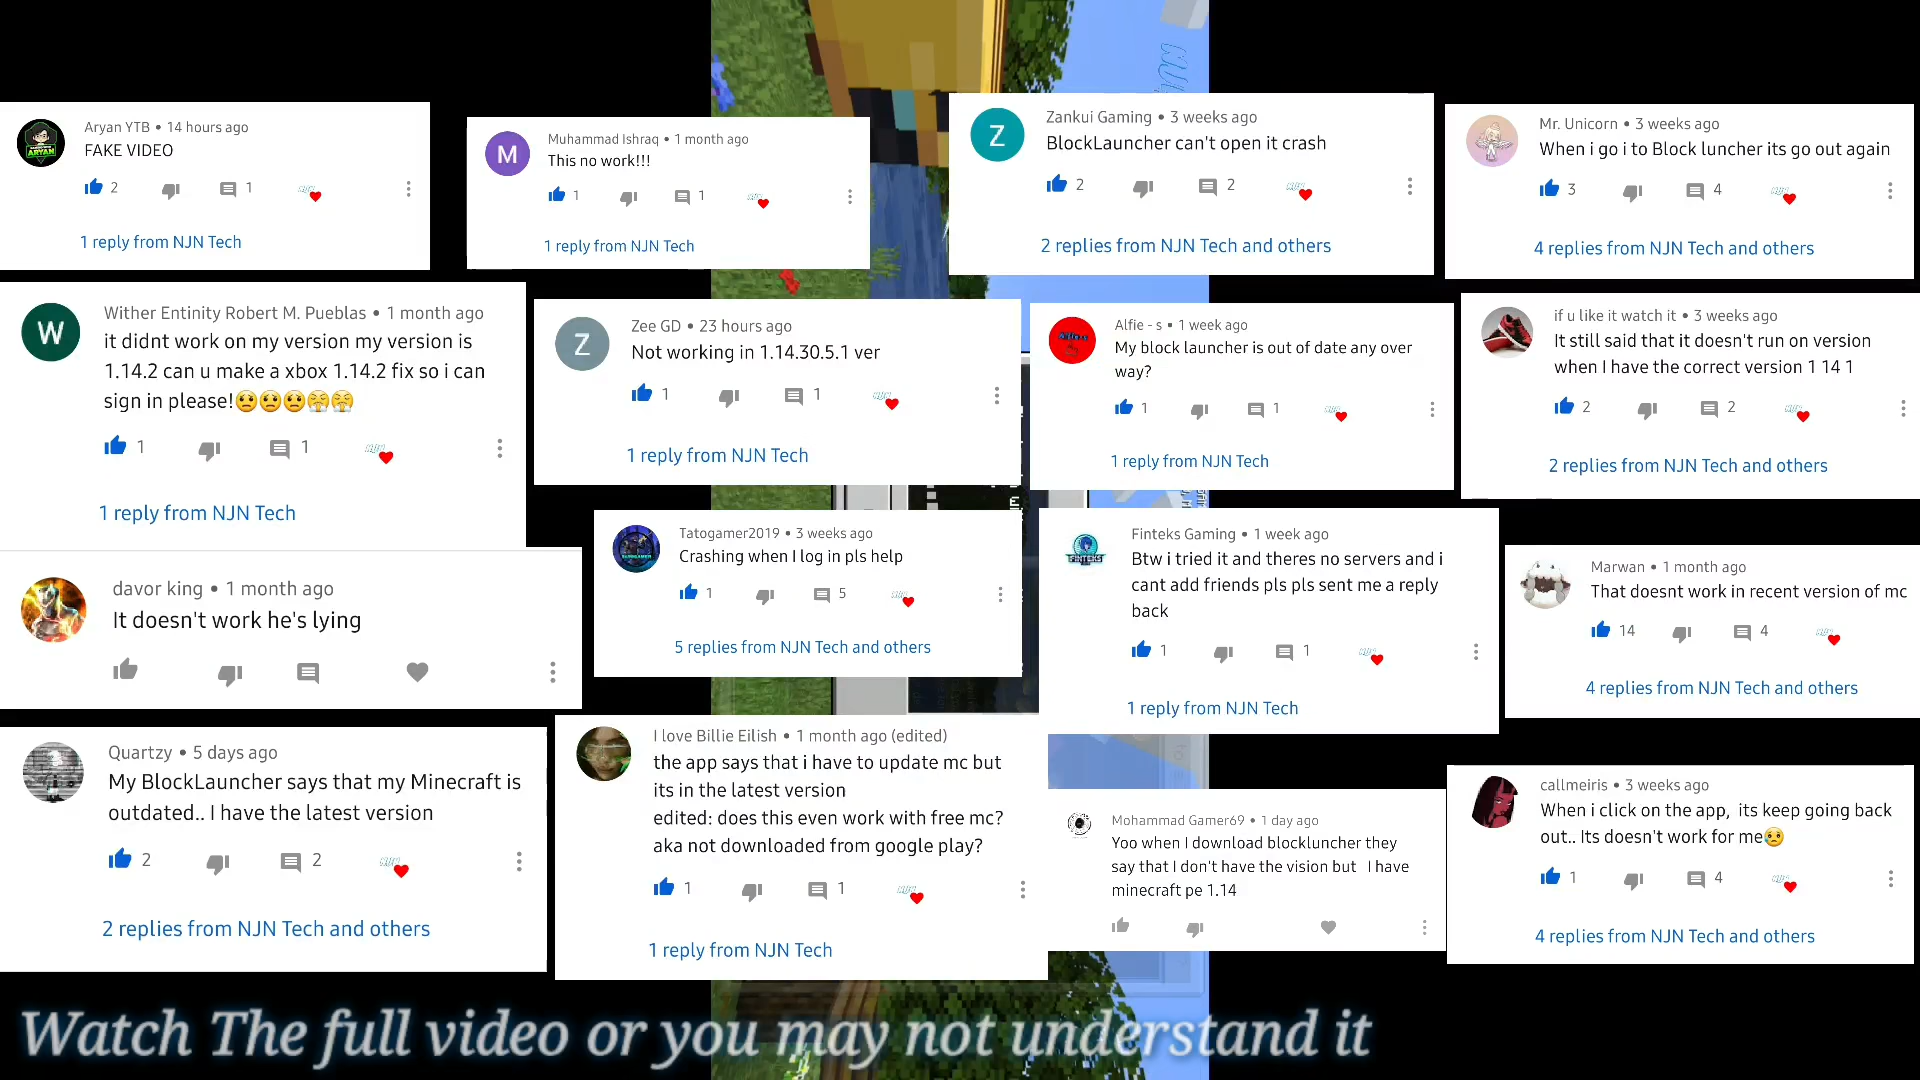 Aryan YTB • 14 hours ago
FAKE VIDEO
2 1
1 reply from NJN Tech
Muhammad Ishraq • 1 month ago
This no work!!!
1 1
1 reply from NJN Tech
Z
Zankui Gaming • 3 weeks ago
BlockLauncher can't open it crash
2 2
2 replies from NJN Tech and others
Mr. Unicorn • 3 weeks ago
When i go i to Block luncher its go out again
3 4
4 replies from NJN Tech and others
W
Wither Entinity Robert M. Pueblas • 1 month ago
it didnt work on my version my version is
1.14.2 can u make a xbox 1.14.2 fix so i can
sign in please!😟😟😟😤😤
1 1
1 reply from NJN Tech
Z
Zee GD • 23 hours ago
Not working in 1.14.30.5.1 ver
1 1
1 reply from NJN Tech
Alfie - s • 1 week ago
My block launcher is out of date any over
way?
1 1
1 reply from NJN Tech
if u like it watch it • 3 weeks ago
It still said that it doesn't run on version
when I have the correct version 1 14 1
2 2
2 replies from NJN Tech and others
davor king • 1 month ago
It doesn't work he's lying
Tatogamer2019 • 3 weeks ago
Crashing when I log in pls help
1 5
5 replies from NJN Tech and others
Finteks Gaming • 1 week ago
Btw i tried it and theres no servers and i
cant add friends pls pls sent me a reply
back
1 1
1 reply from NJN Tech
Marwan • 1 month ago
That doesnt work in recent version of mc
14 4
4 replies from NJN Tech and others
Quartzy • 5 days ago
My BlockLauncher says that my Minecraft is
outdated.. I have the latest version
2 2
2 replies from NJN Tech and others
I love Billie Eilish • 1 month ago (edited)
the app says that i have to update mc but
its in the latest version
edited: does this even work with free mc?
aka not downloaded from google play?
1 1
1 reply from NJN Tech
Mohammad Gamer69 • 1 day ago
Yoo when I download blockluncher they
say that I don't have the vision but I have
minecraft pe 1.14
callmeiris • 3 weeks ago
When i click on the app, its keep going back
out.. Its doesn't work for me😥
1 4
4 replies from NJN Tech and others
Watch The full video or you may not understand it